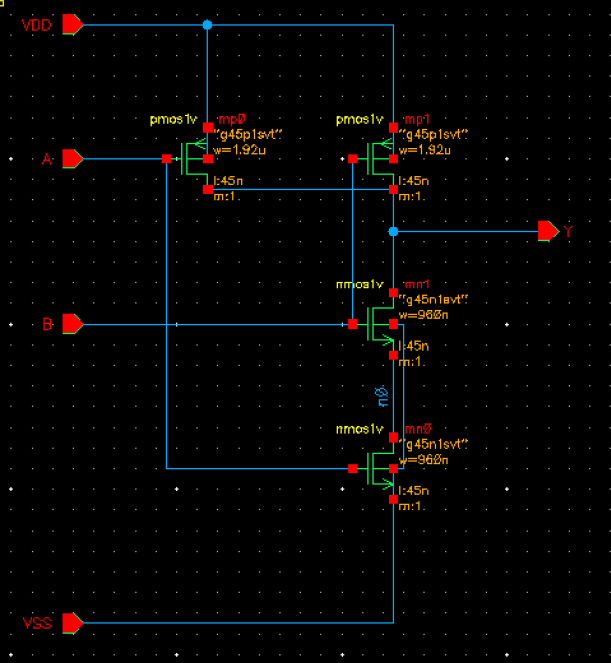 VDD
pmos1v mp0
"g45p1svt"
w=1.92u
l:45n
m:1
pmos1v mp1
"g45p1svt"
w=1.92u
l:45n
m:1
A
Y
nmos1v mn1
"g45n1svt"
w=960n
l:45n
m:1
B
n0
nmos1v mn0
"g45n1svt"
w=960n
l:45n
m:1
VSS